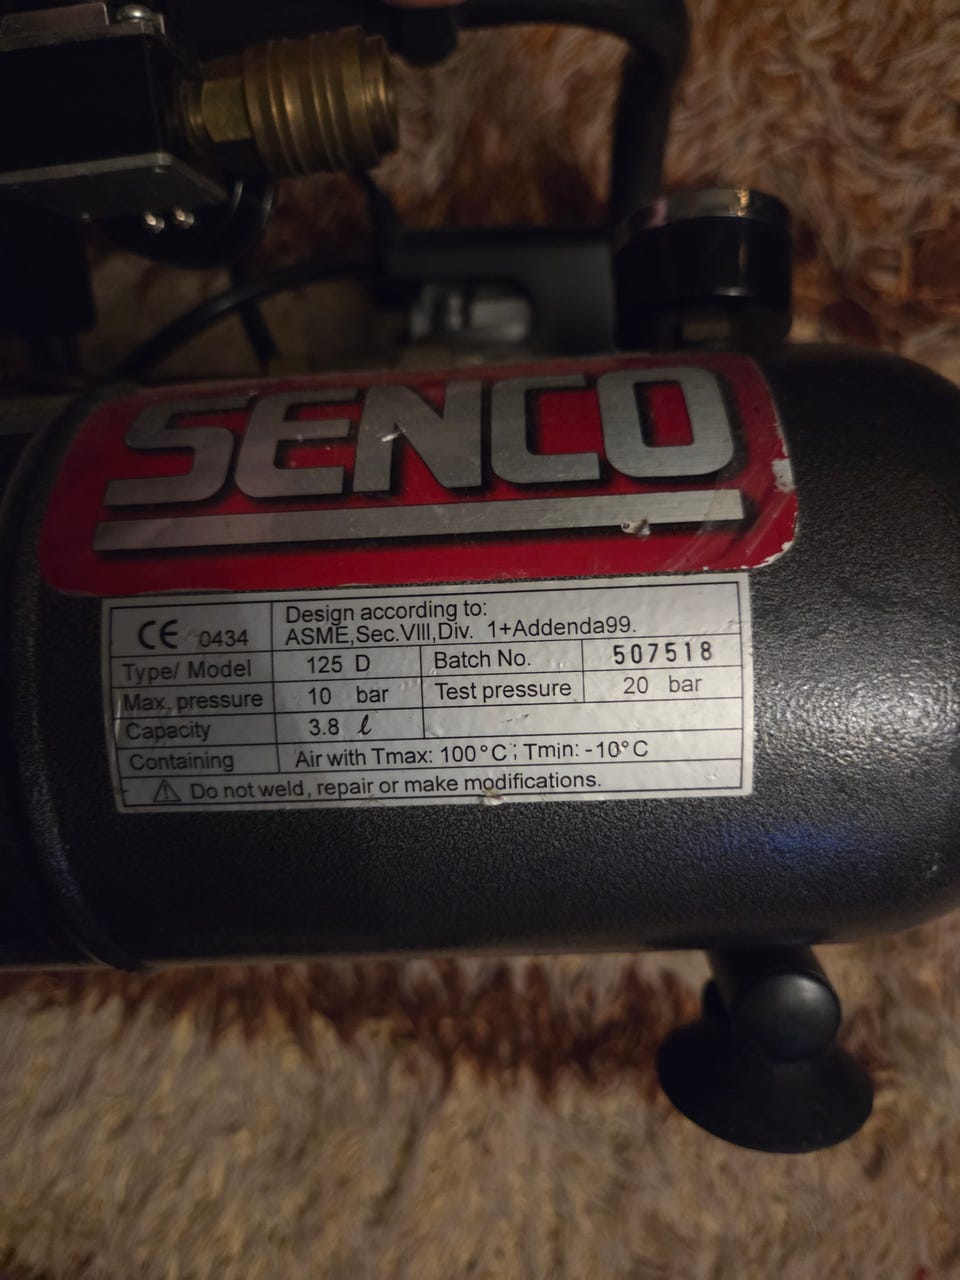 SENCO
CE 0434 Design according to:
ASME,Sec.VIII,Div. 1+Addenda99.
Type/ Model 125 D Batch No. 507518
Max. pressure 10 bar Test pressure 20 bar
Capacity 3.8 ℓ
Containing Air with Tmax: 100°C; Tmin: -10°C
Do not weld, repair or make modifications.